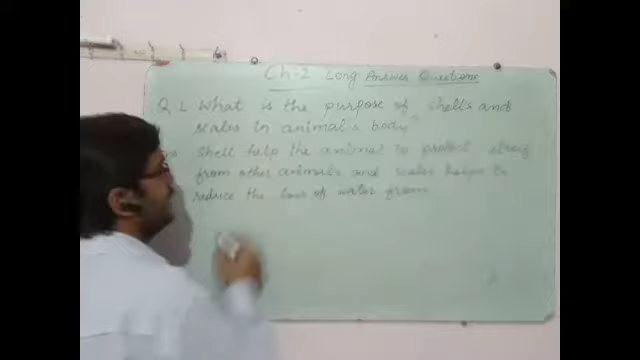 Ch-2 Long Answer Questions
Q 1. What is the purpose of shells and
scales in animal's body?
shell help the animal to protect
from other animals and scales helps to
reduce the loss of water from